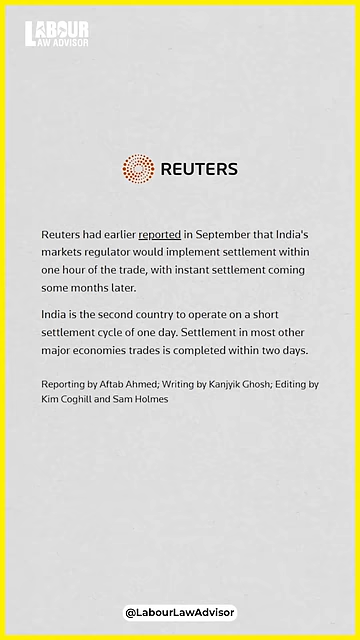 LABOUR
LAW ADVISOR
REUTERS
Reuters had earlier reported in September that India's
markets regulator would implement settlement within
one hour of the trade, with instant settlement coming
some months later.
India is the second country to operate on a short
settlement cycle of one day. Settlement in most other
major economies trades is completed within two days.
Reporting by Aftab Ahmed; Writing by Kanjyik Ghosh; Editing by
Kim Coghill and Sam Holmes
@LabourLawAdvisor